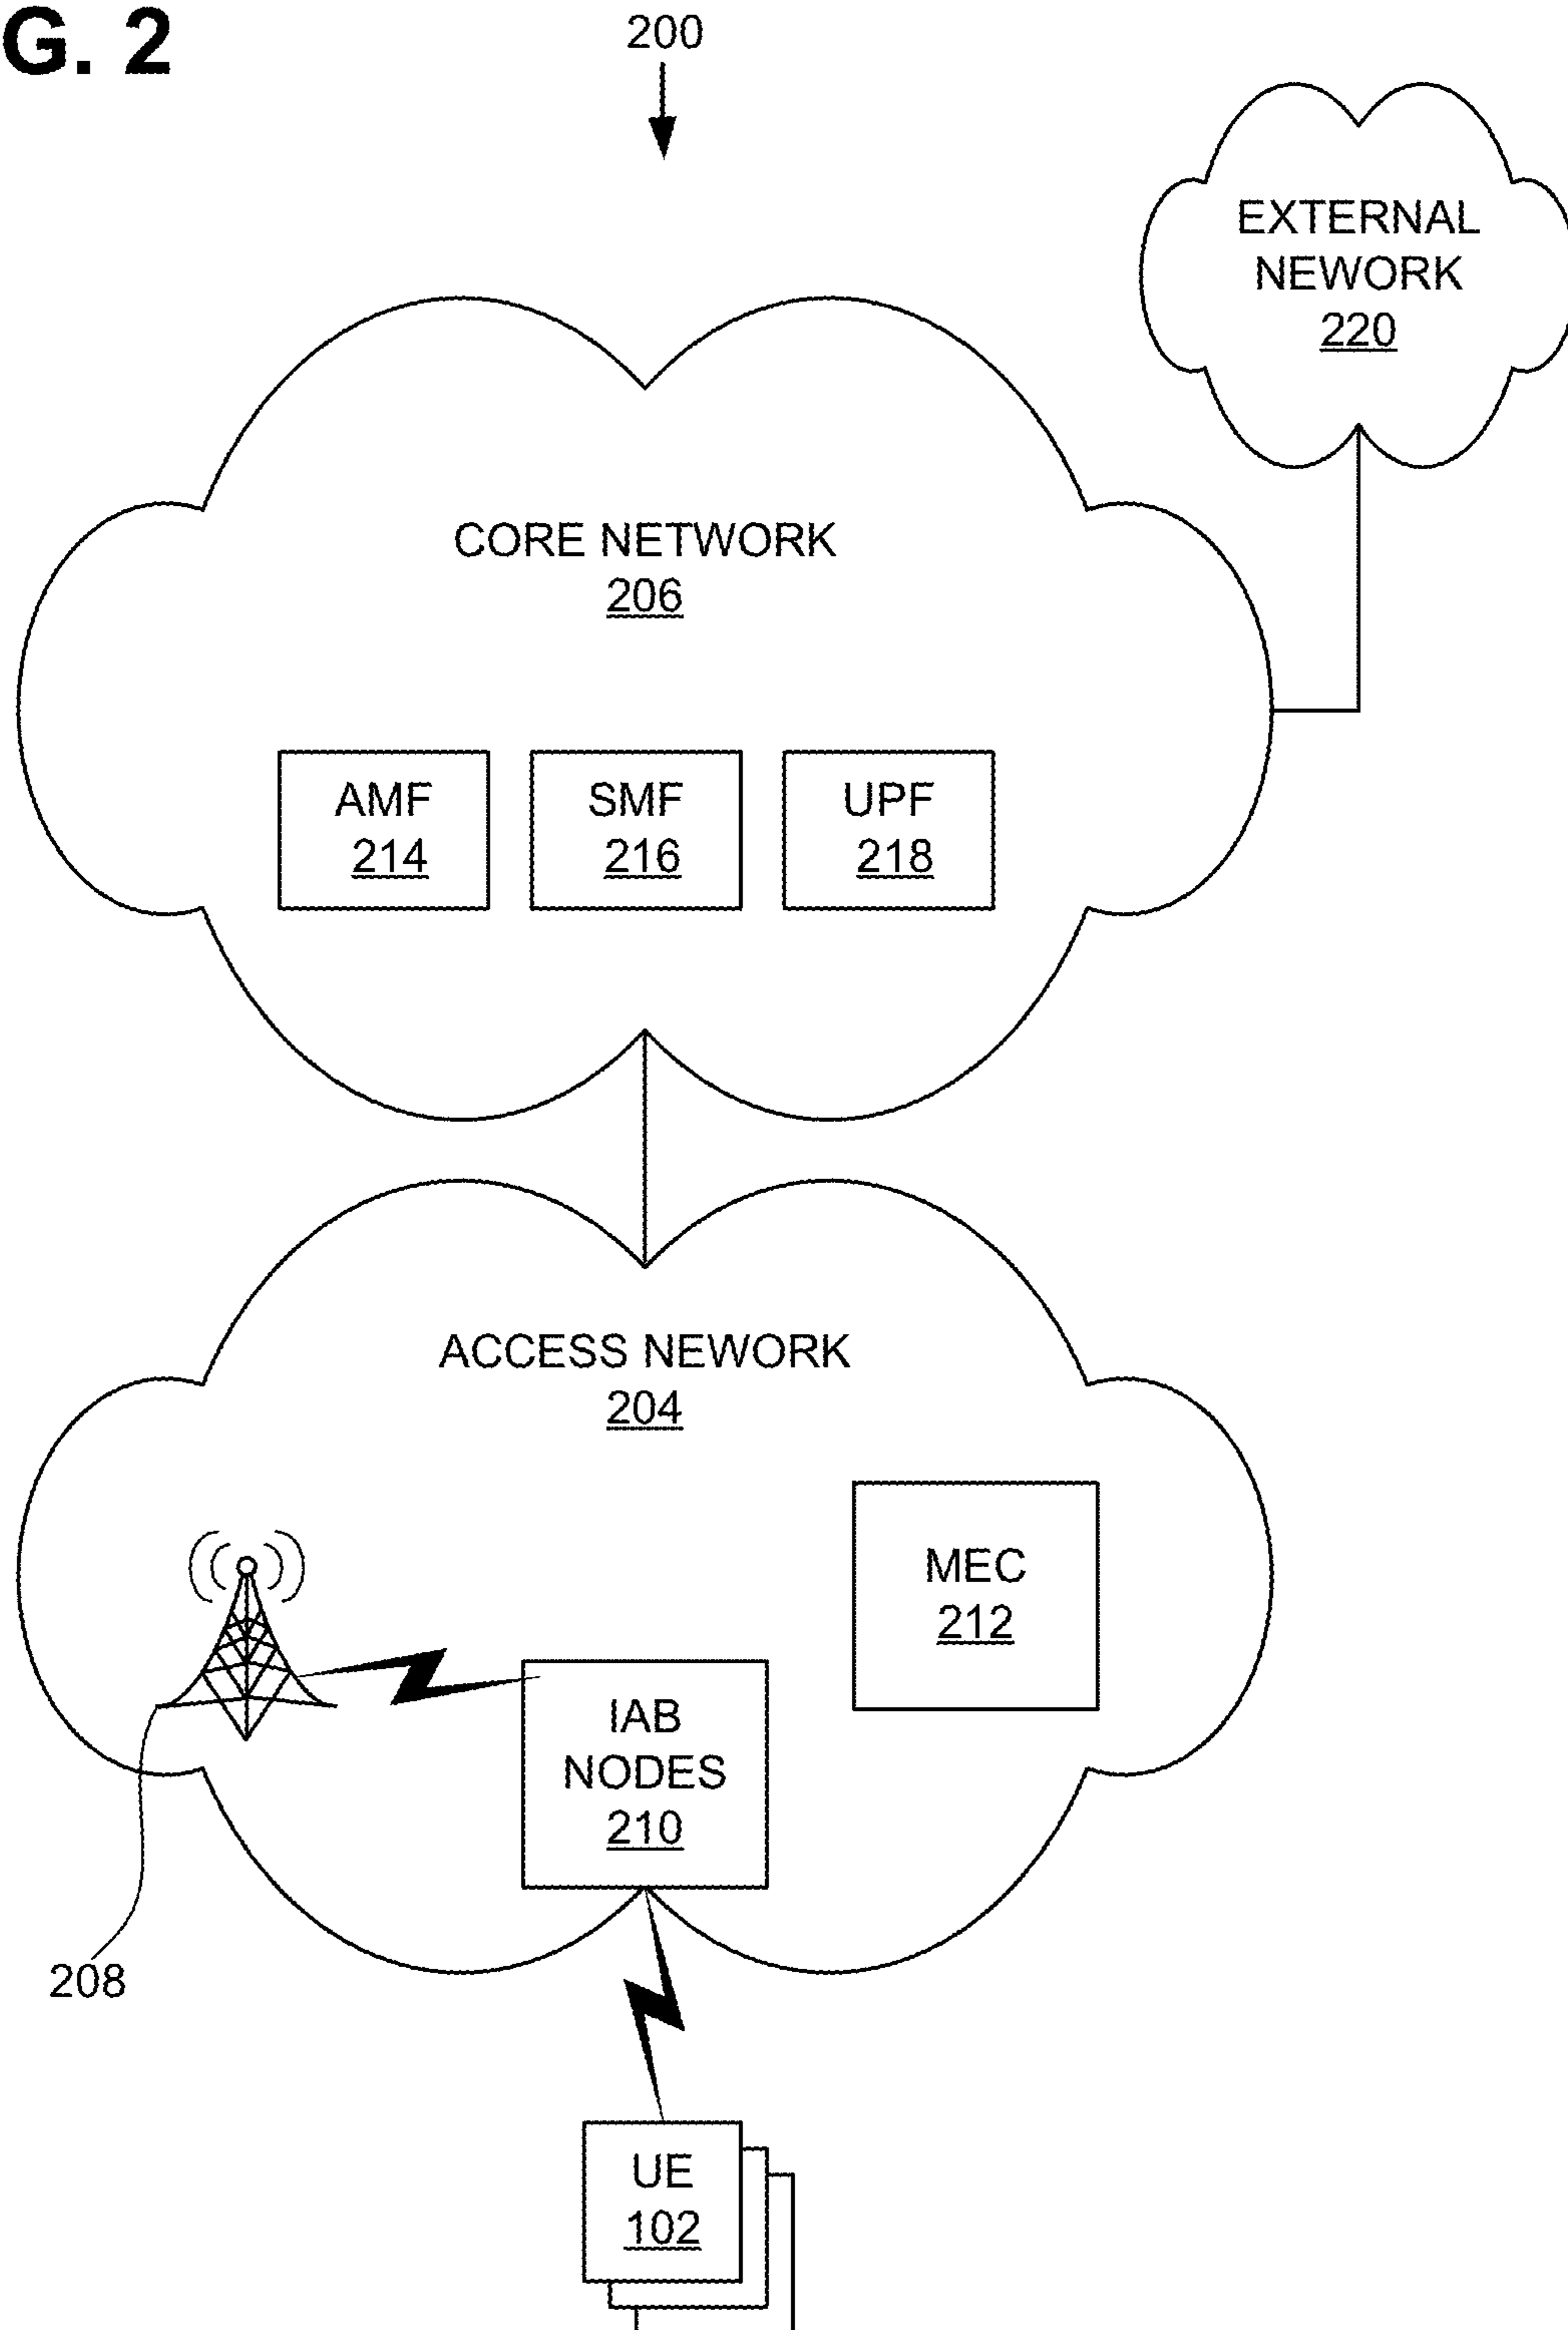 G. 2
200
EXTERNAL
NEWORK
220
CORE NETWORK
206
AMF
214
SMF
216
UPF
218
ACCESS NEWORK
204
MEC
212
IAB
NODES
210
208
UE
102